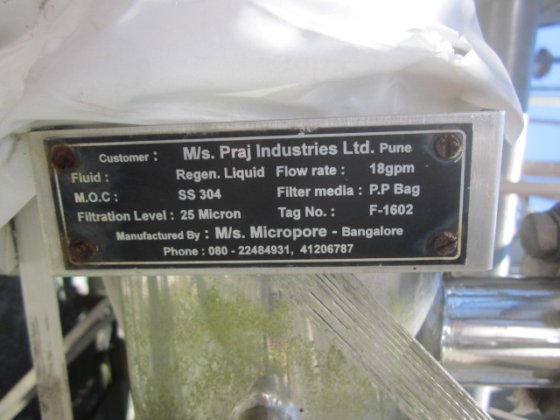 Customer : M/s. Praj Industries Ltd. Pune
Fluid : Regen. Liquid Flow rate : 18gpm
M.O.C : SS 304 Filter media : P.P Bag
Filtration Level : 25 Micron Tag No. : F-1602
Manufactured By : M/s. Micropore - Bangalore
Phone : 080 - 22484931, 41206787